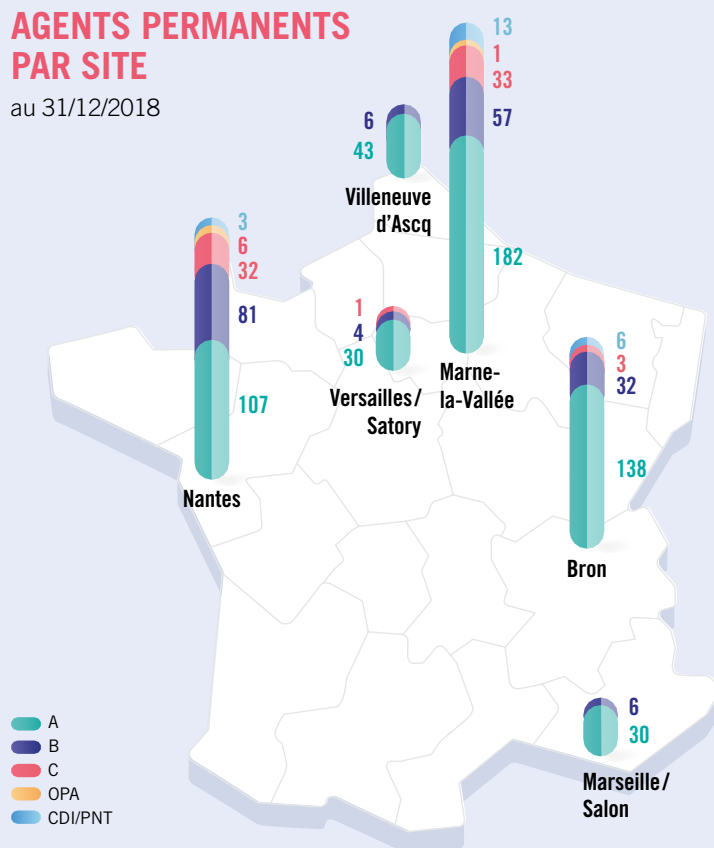 AGENTS PERMANENTS
PAR SITE
au 31/12/2018
13
1
33
57
182
Marne-
la-Vallée
6
43
Villeneuve
d’Ascq
3
6
32
81
107
Nantes
1
4
30
Versailles/
Satory
6
3
32
138
Bron
6
30
Marseille/
Salon
A
B
C
OPA
CDI/PNT